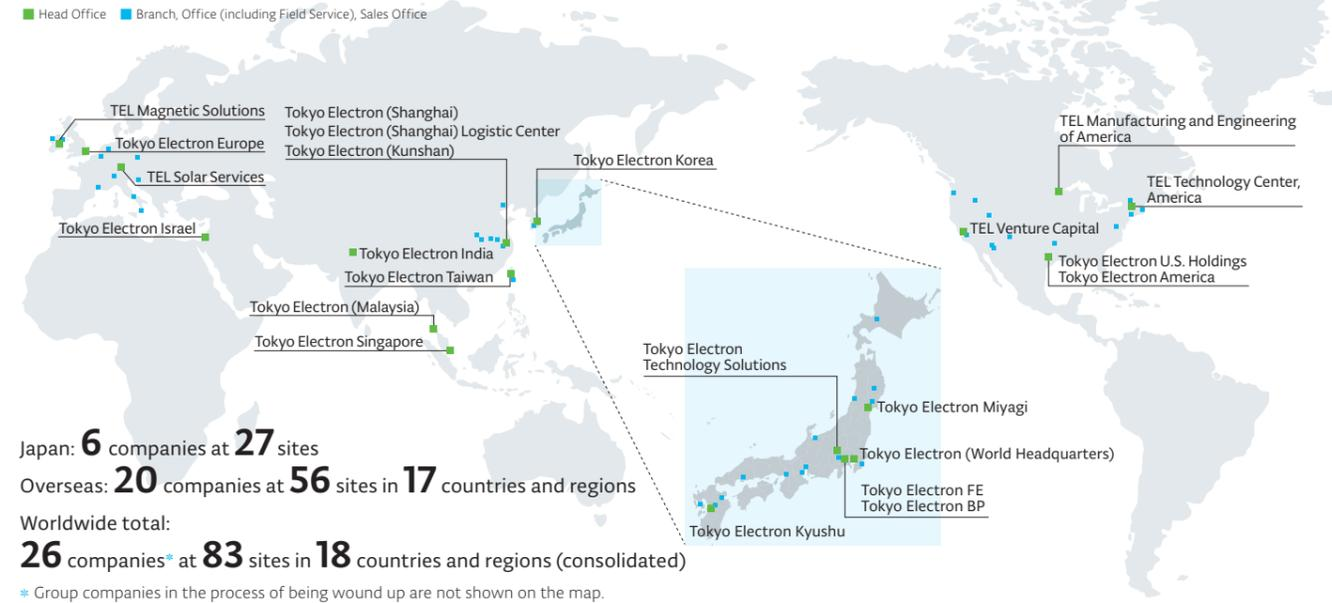 Head Office
Branch, Office (including Field Service), Sales Office
TEL Magnetic Solutions
Tokyo Electron Europe
TEL Solar Services
Tokyo Electron Israel
Tokyo Electron (Shanghai)
Tokyo Electron (Shanghai) Logistic Center
Tokyo Electron (Kunshan)
Tokyo Electron Korea
Tokyo Electron India
Tokyo Electron Taiwan
Tokyo Electron (Malaysia)
Tokyo Electron Singapore
TEL Manufacturing and Engineering
of America
TEL Technology Center,
America
TEL Venture Capital
Tokyo Electron U.S. Holdings
Tokyo Electron America
Tokyo Electron
Technology Solutions
Tokyo Electron Miyagi
Tokyo Electron (World Headquarters)
Tokyo Electron FE
Tokyo Electron BP
Tokyo Electron Kyushu
Japan: 6 companies at 27 sites
Overseas: 20 companies at 56 sites in 17 countries and regions
Worldwide total:
26 companies* at 83 sites in 18 countries and regions (consolidated)
* Group companies in the process of being wound up are not shown on the map.